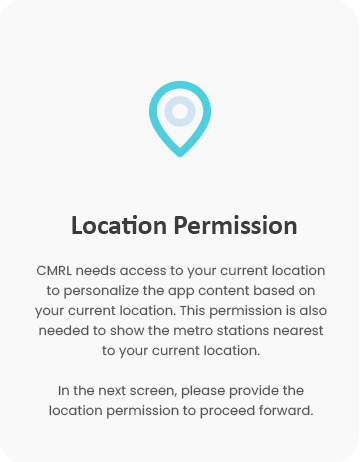 Location Permission
CMRL needs access to your current location
to personalize the app content based on
your current location. This permission is also
needed to show the metro stations nearest
to your current location.
In the next screen, please provide the
location permission to proceed forward.